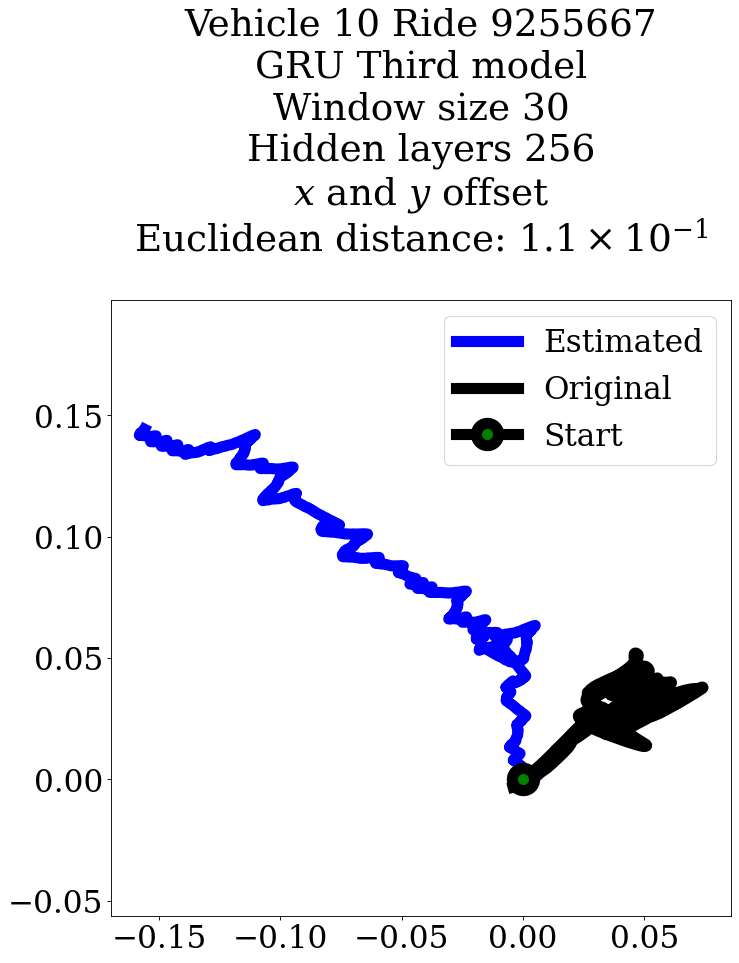 Vehicle 10 Ride 9255667
GRU Third model
Window size 30
Hidden layers 256
x and y offset
Euclidean distance: 1.1 × 10⁻¹
Estimated
Original
Start
0.15
0.10
0.05
0.00
−0.05
−0.15 −0.10 −0.05 0.00 0.05